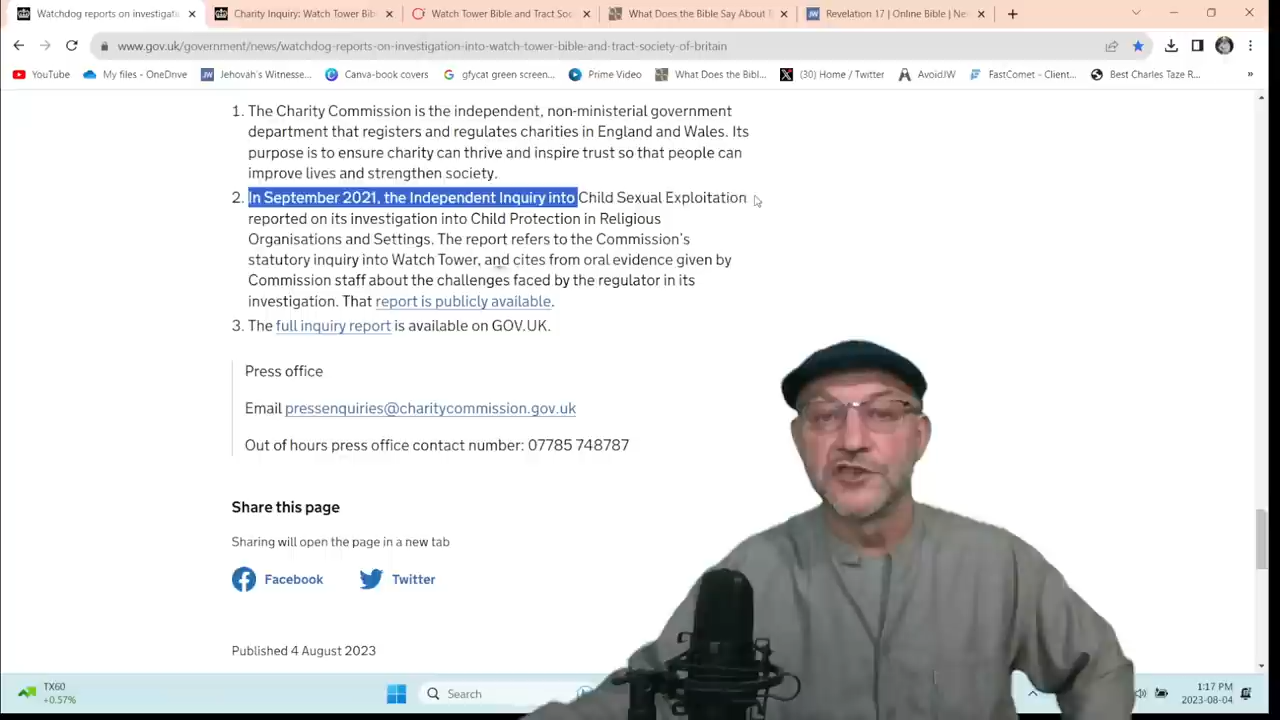 Watchdog reports on investigati
Charity Inquiry: Watch Tower Bib
Watch Tower Bible and Tract Soc
What Does the Bible Say About
Revelation 17 | Online Bible | Ne
www.gov.uk/government/news/watchdog-reports-on-investigation-into-watch-tower-bible-and-tract-society-of-britain
YouTube
My files - OneDrive
Jehovah's Witnesse...
Canva-book covers
gfycat green screen...
Prime Video
What Does the Bibl...
(30) Home / Twitter
AvoidJW
FastComet - Client...
Best Charles Taze R...
1. The Charity Commission is the independent, non-ministerial government
department that registers and regulates charities in England and Wales. Its
purpose is to ensure charity can thrive and inspire trust so that people can
improve lives and strengthen society.
2. In September 2021, the Independent Inquiry into Child Sexual Exploitation
reported on its investigation into Child Protection in Religious
Organisations and Settings. The report refers to the Commission's
statutory inquiry into Watch Tower, and cites from oral evidence given by
Commission staff about the challenges faced by the regulator in its
investigation. That report is publicly available.
3. The full inquiry report is available on GOV.UK.
Press office
Email pressenquiries@charitycommission.gov.uk
Out of hours press office contact number: 07785 748787
Share this page
Sharing will open the page in a new tab
Facebook
Twitter
Published 4 August 2023
TX60
+0.57%
Search
1:17 PM
2023-08-04